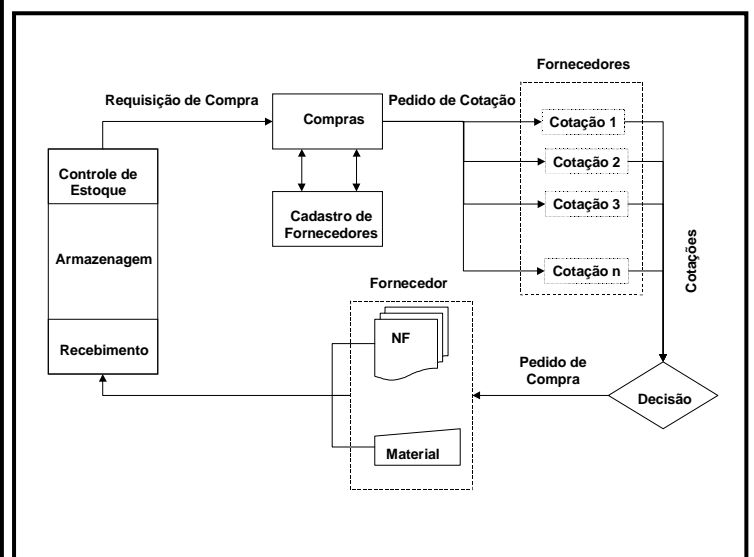 Fornecedores
Requisição de Compra
Pedido de Cotação
Compras
Cotação 1
Controle de
Estoque
Cotação 2
Cadastro de
Fornecedores
Cotação 3
Armazenagem
Cotações
Cotação n
Fornecedor
Recebimento
NF
Pedido de
Compra
Decisão
Material